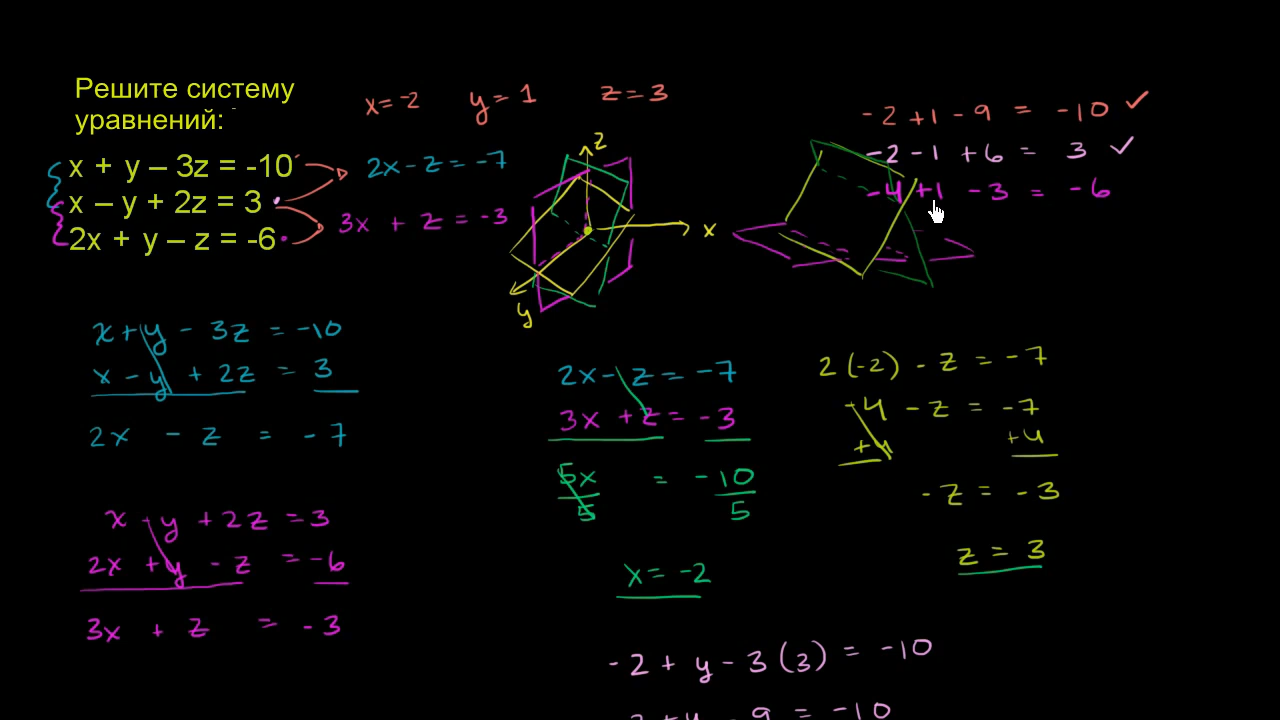 Решите систему
уравнений:
x + y – 3z = -10
x – y + 2z = 3
2x + y – z = -6
x = -2 y = 1 z = 3
2x - z = -7
3x + z = -3
z
x
y
-2 + 1 - 9 = -10 ✓
-2 - 1 + 6 = 3 ✓
-4 + 1 - 3 = -6
x + y - 3z = -10
x - y + 2z = 3
2x - z = -7
x - y + 2z = 3
2x + y - z = -6
3x + z = -3
2x - z = -7
3x + z = -3
5x = -10
5 5
x = -2
2(-2) - z = -7
-4 - z = -7
+4 +4
-z = -3
z = 3
-2 + y - 3(3) = -10
-2 + y - 9 = -10